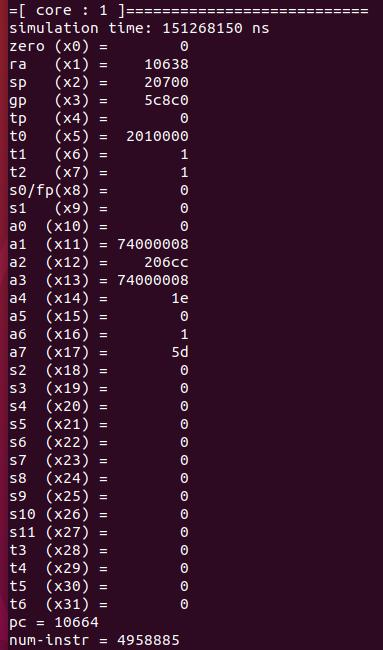 =[ core : 1 ]===========================
simulation time: 151268150 ns
zero (x0) =        0
ra   (x1) =    10638
sp   (x2) =    20700
gp   (x3) =    5c8c0
tp   (x4) =        0
t0   (x5) =  2010000
t1   (x6) =        1
t2   (x7) =        1
s0/fp(x8) =        0
s1   (x9) =        0
a0  (x10) =        0
a1  (x11) = 74000008
a2  (x12) =    206cc
a3  (x13) = 74000008
a4  (x14) =       1e
a5  (x15) =        0
a6  (x16) =        1
a7  (x17) =       5d
s2  (x18) =        0
s3  (x19) =        0
s4  (x20) =        0
s5  (x21) =        0
s6  (x22) =        0
s7  (x23) =        0
s8  (x24) =        0
s9  (x25) =        0
s10 (x26) =        0
s11 (x27) =        0
t3  (x28) =        0
t4  (x29) =        0
t5  (x30) =        0
t6  (x31) =        0
pc = 10664
num-instr = 4958885